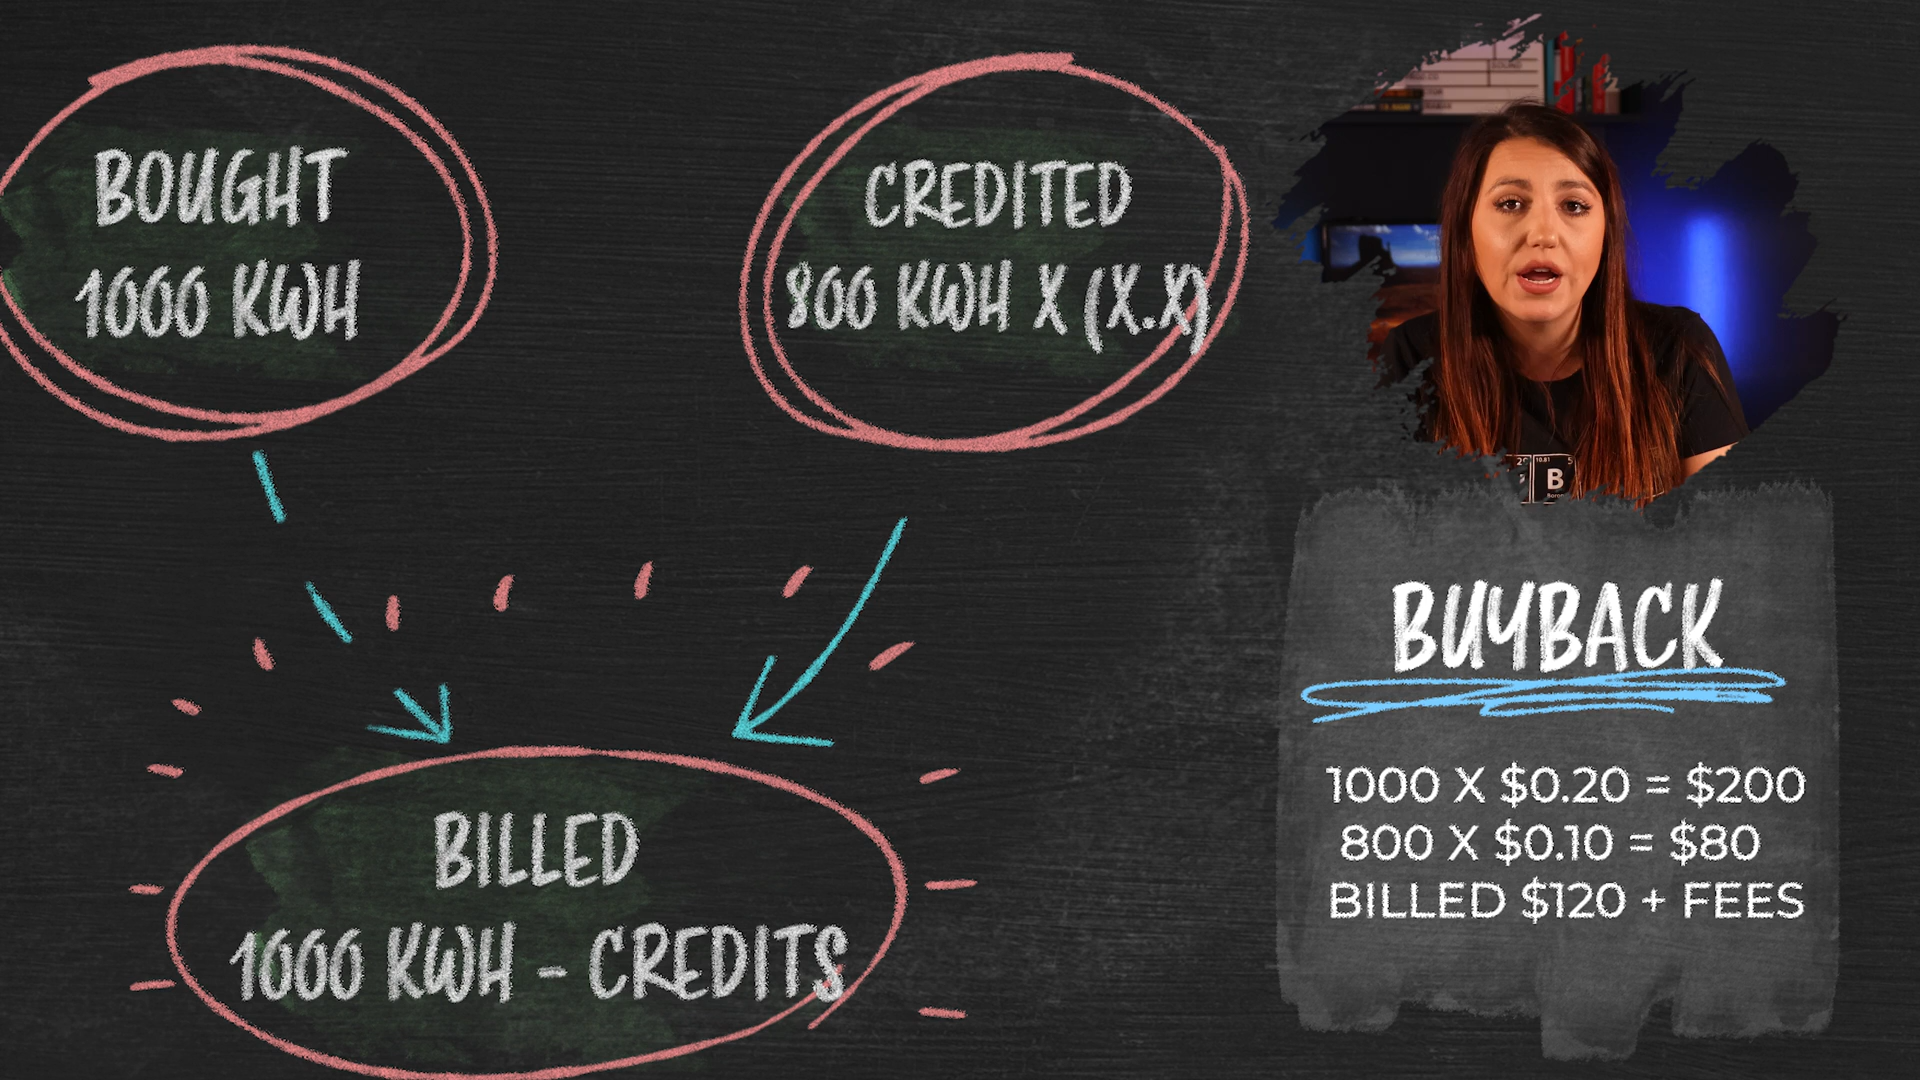 BOUGHT
1000 KWH
CREDITED
800 KWH X (X.X)
BILLED
1000 KWH - CREDITS
B
BUYBACK
1000 X $0.20 = $200
800 X $0.10 = $80
BILLED $120 + FEES